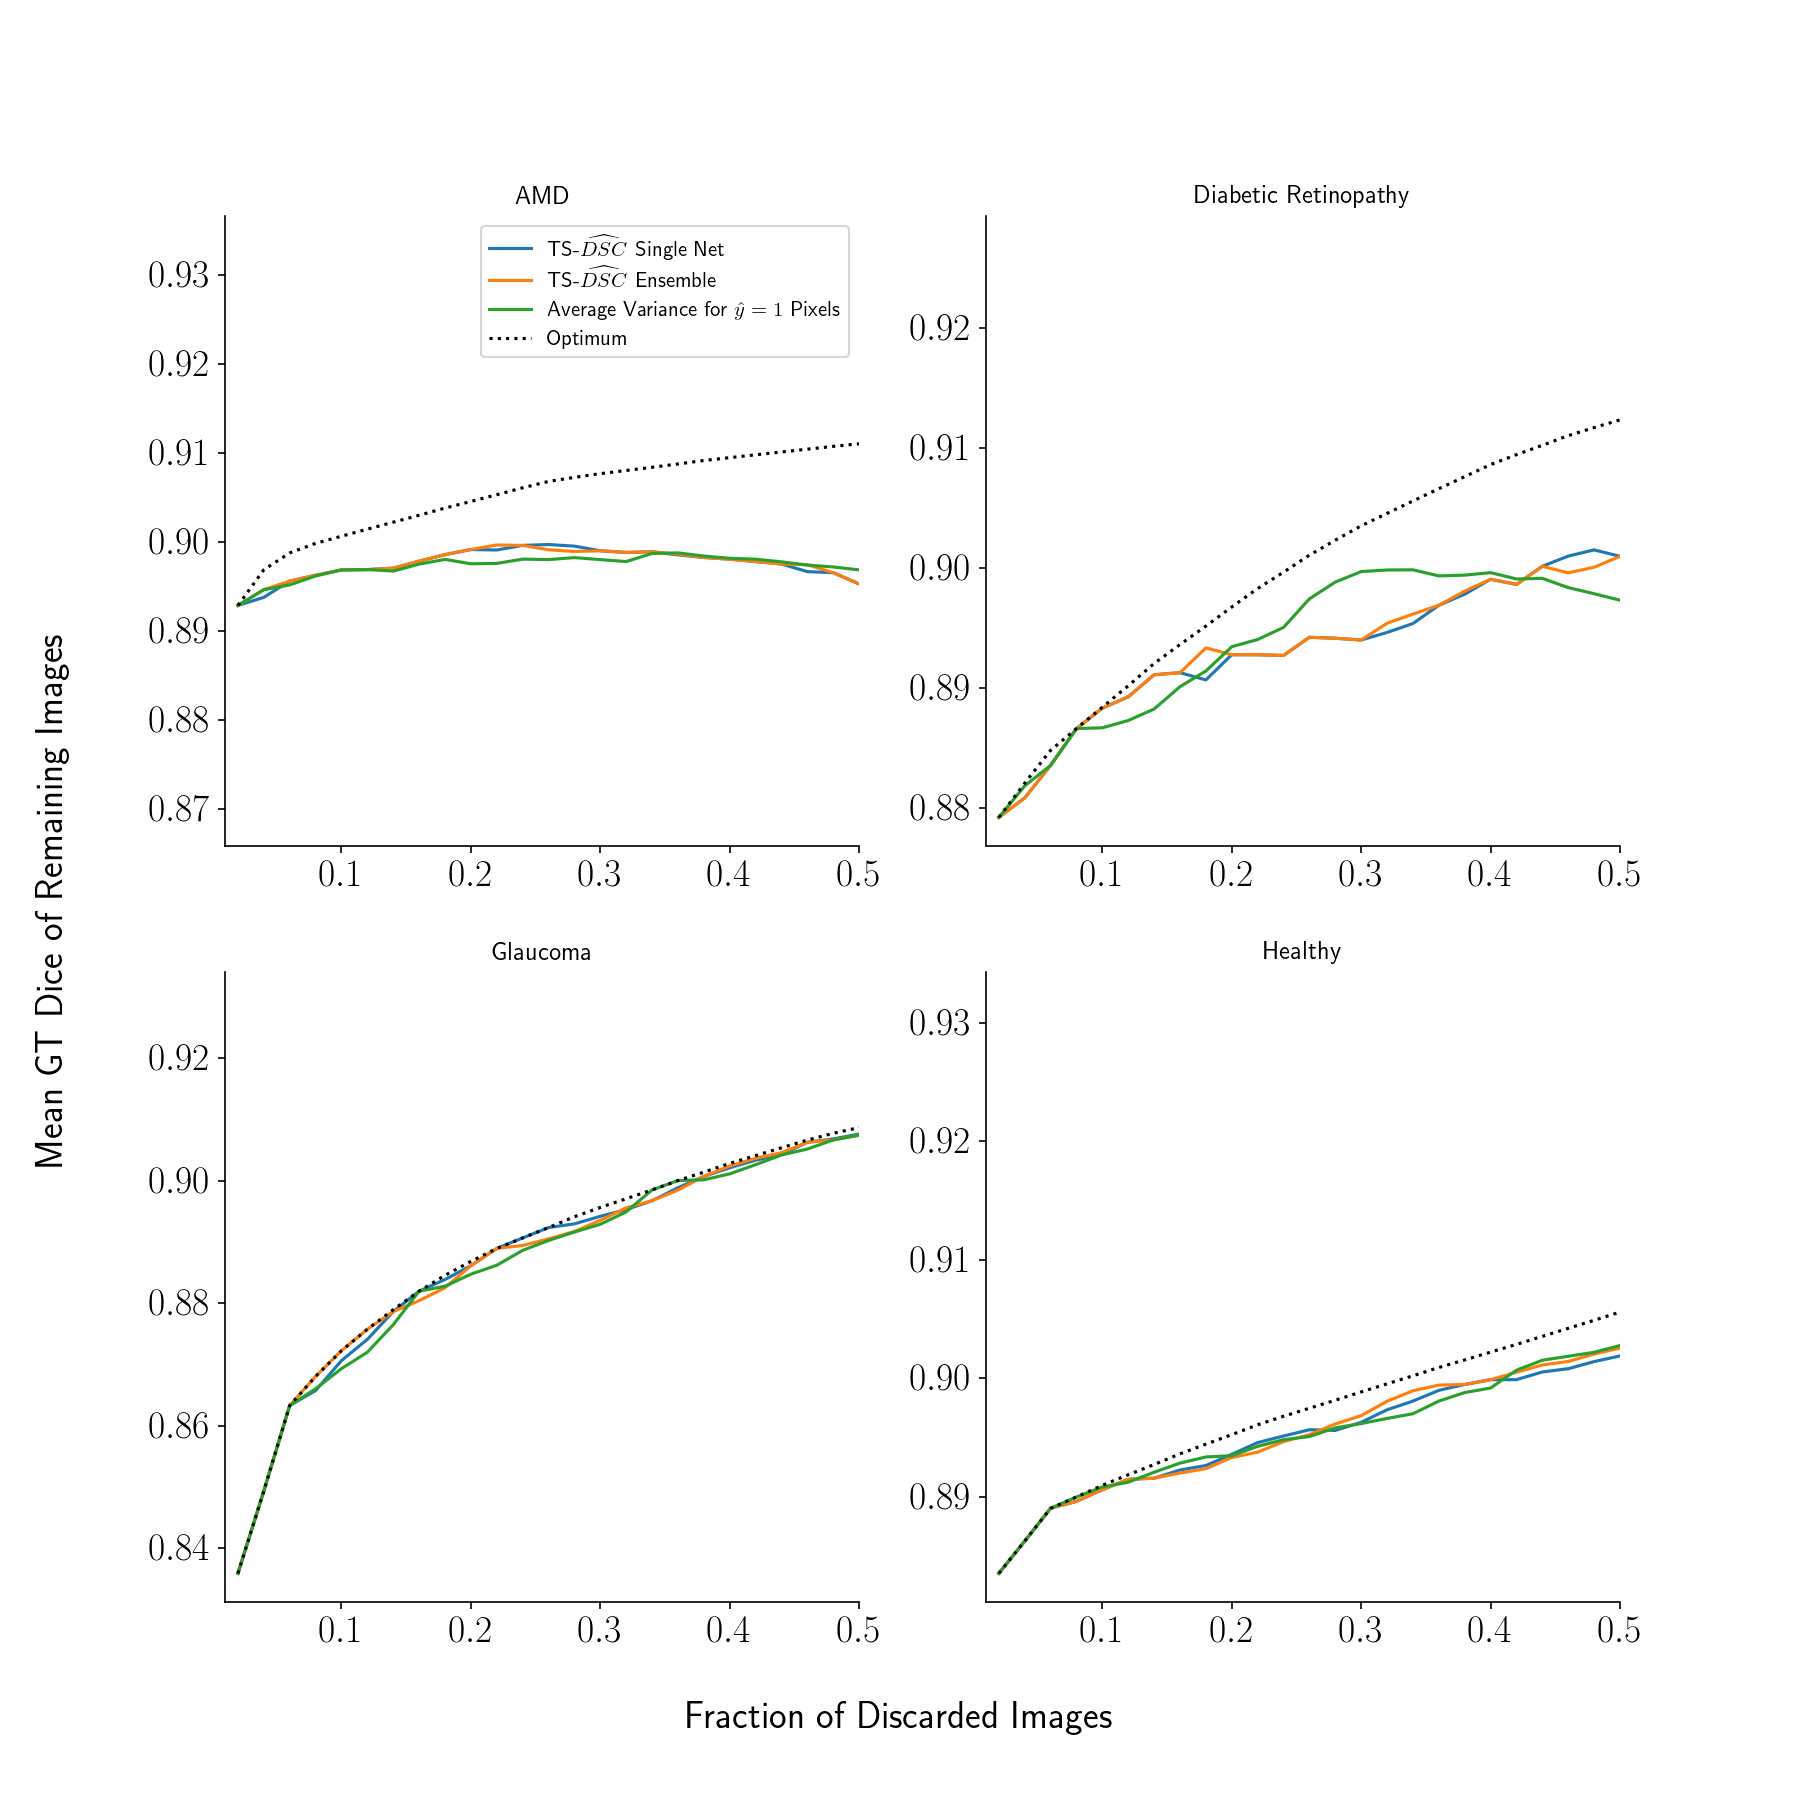 AMD
TS-$\widehat{DSC}$ Single Net
TS-$\widehat{DSC}$ Ensemble
Average Variance for $\hat{y} = 1$ Pixels
Optimum
0.93
0.92
0.91
0.90
0.89
0.88
0.87
0.1 0.2 0.3 0.4 0.5
Diabetic Retinopathy
0.92
0.91
0.90
0.89
0.88
0.1 0.2 0.3 0.4 0.5
Mean GT Dice of Remaining Images
Glaucoma
0.92
0.90
0.88
0.86
0.84
0.1 0.2 0.3 0.4 0.5
Healthy
0.93
0.92
0.91
0.90
0.89
0.1 0.2 0.3 0.4 0.5
Fraction of Discarded Images